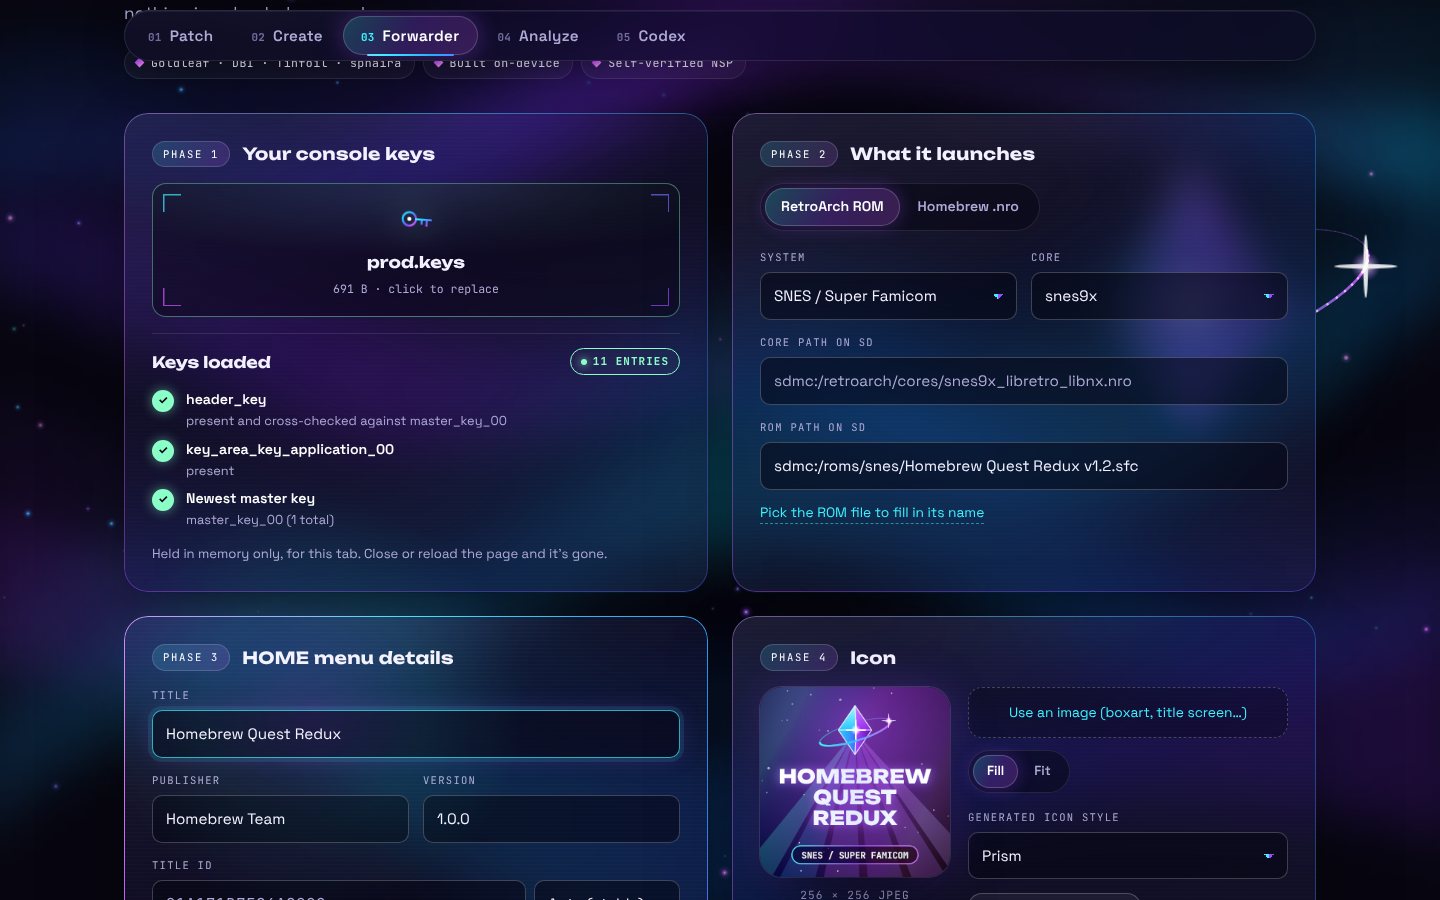 01 Patch 02 Create 03 Forwarder 04 Analyze 05 Codex
Goldleaf · DBI · Tinfoil · sphaira Built on-device Self-verified NSP
PHASE 1 Your console keys
prod.keys
691 B · click to replace
Keys loaded 11 ENTRIES
header_key
present and cross-checked against master_key_00
key_area_key_application_00
present
Newest master key
master_key_00 (1 total)
Held in memory only, for this tab. Close or reload the page and it's gone.
PHASE 2 What it launches
RetroArch ROM Homebrew .nro
SYSTEM CORE
SNES / Super Famicom snes9x
CORE PATH ON SD
sdmc:/retroarch/cores/snes9x_libretro_libnx.nro
ROM PATH ON SD
sdmc:/roms/snes/Homebrew Quest Redux v1.2.sfc
Pick the ROM file to fill in its name
PHASE 3 HOME menu details
TITLE
Homebrew Quest Redux
PUBLISHER VERSION
Homebrew Team 1.0.0
TITLE ID
PHASE 4 Icon
HOMEBREW
QUEST
REDUX
SNES / SUPER FAMICOM
256 × 256 JPEG
Use an image (boxart, title screen…)
Fill Fit
GENERATED ICON STYLE
Prism